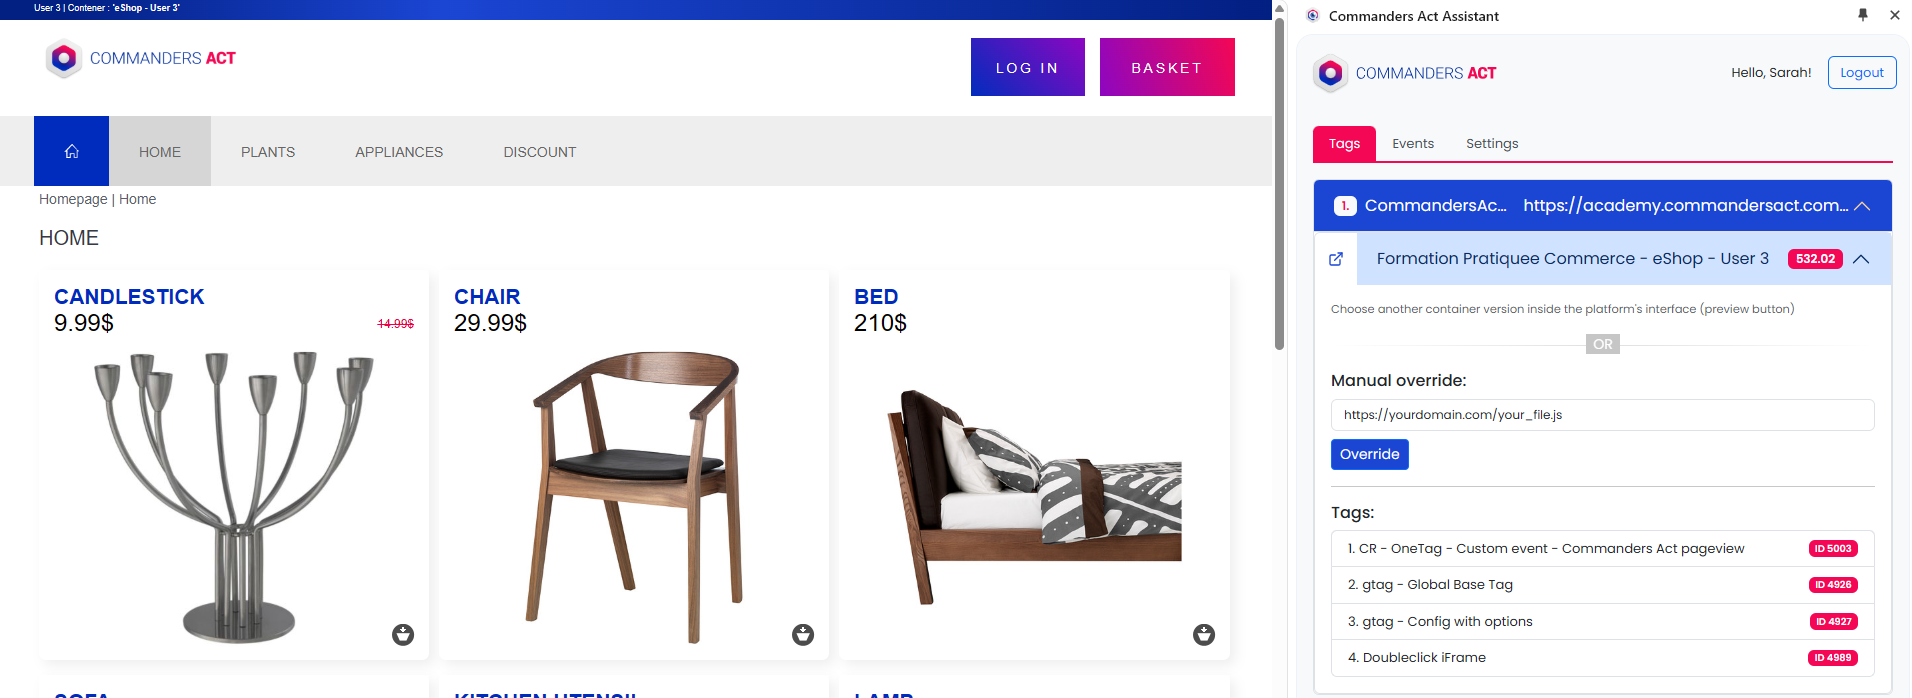 User 3 | Contener : 'eShop - User 3'
COMMANDERS ACT
LOG IN
BASKET
HOME
PLANTS
APPLIANCES
DISCOUNT
Homepage | Home
HOME
CANDLESTICK
9.99$
14.99$
CHAIR
29.99$
BED
210$
SOFA
KITCHEN UTENSIL
LAMP
Commanders Act Assistant
COMMANDERS ACT
Hello, Sarah!
Logout
Tags
Events
Settings
1. CommandersAc... https://academy.commandersact.com...
Formation Pratiquee Commerce - eShop - User 3 532.02
Choose another container version inside the platform's interface (preview button)
OR
Manual override:
https://yourdomain.com/your_file.js
Override
Tags:
1. CR - OneTag - Custom event - Commanders Act pageview ID 5003
2. gtag - Global Base Tag ID 4926
3. gtag - Config with options ID 4927
4. Doubleclick iFrame ID 4989